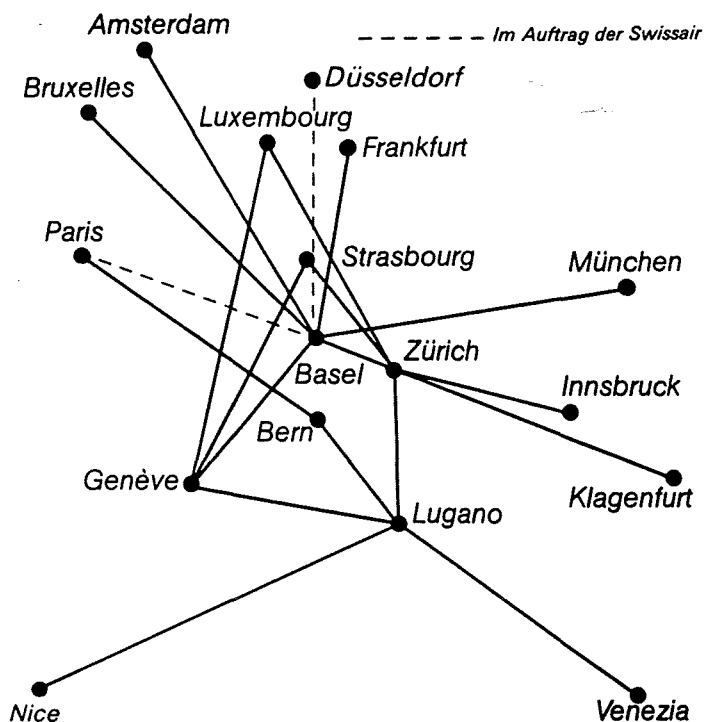 Amsterdam
Im Auftrag der Swissair
Bruxelles
Düsseldorf
Luxembourg
Frankfurt
Paris
Strasbourg
München
Zürich
Basel
Innsbruck
Bern
Genève
Klagenfurt
Lugano
Nice
Venezia